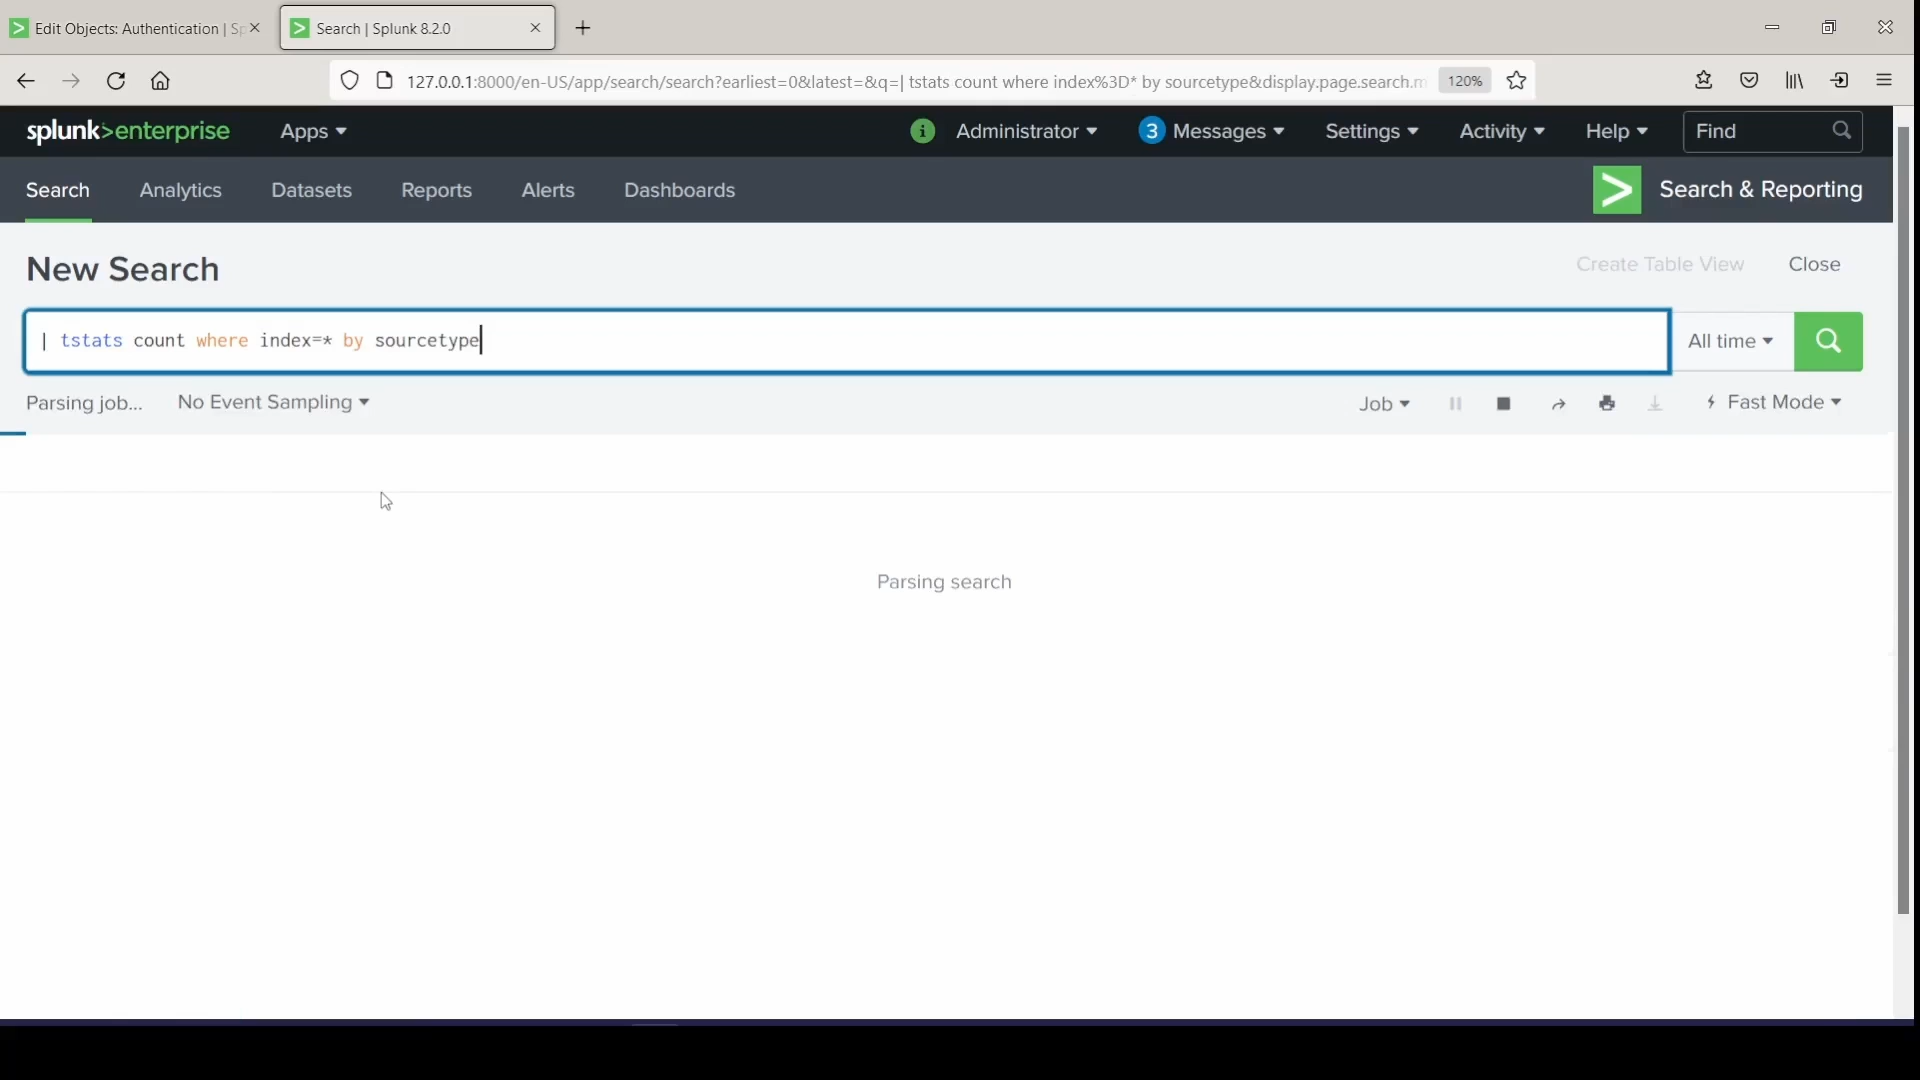 Edit Objects: Authentication | Sp
Search | Splunk 8.2.0
127.0.0.1:8000/en-US/app/search/search?earliest=0&latest=&q=| tstats count where index%3D* by sourcetype&display.page.search.m
120%
splunk>enterprise
Apps
i
Administrator
3 Messages
Settings
Activity
Help
Find
Search
Analytics
Datasets
Reports
Alerts
Dashboards
> Search & Reporting
New Search
Create Table View
Close
| tstats count where index=* by sourcetype
All time
Parsing job...
No Event Sampling
Job
Fast Mode
Parsing search